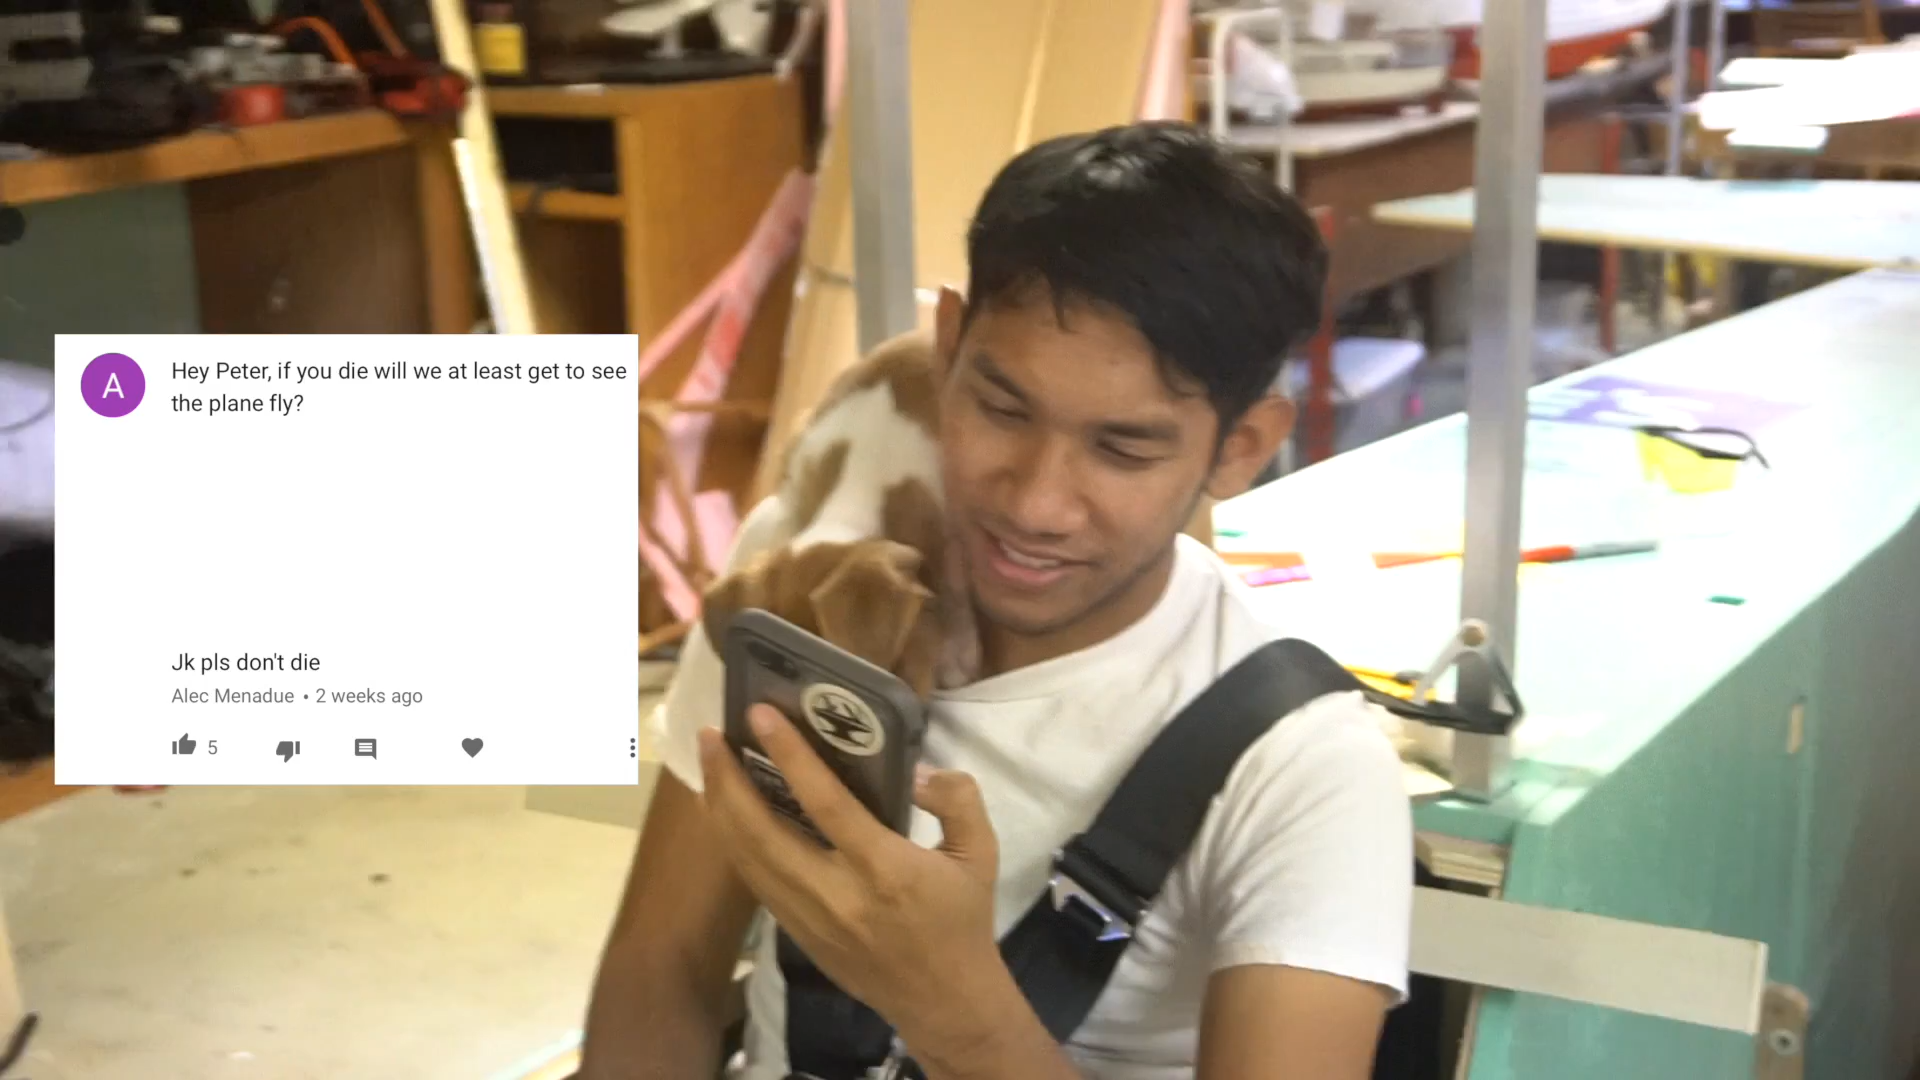 A
Hey Peter, if you die will we at least get to see
the plane fly?
Jk pls don't die
Alec Menadue • 2 weeks ago
5